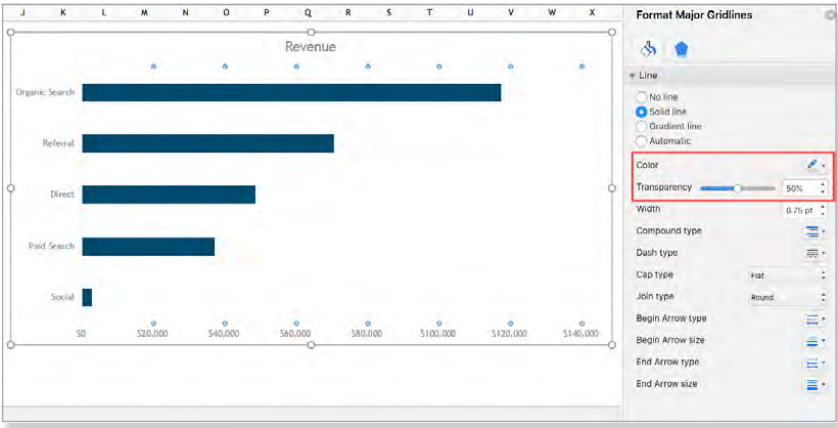 J K L M N O P Q R S T U V W X
Revenue
Organic Search
Referral
Direct
Paid Search
Social
$0 $20,000 $40,000 $60,000 $80,000 $100,000 $120,000 $140,000
Format Major Gridlines
Line
No line
Solid line
Gradient line
Automatic
Color
Transparency 50%
Width 0.75 pt
Compound type
Dash type
Cap type Flat
Join type Round
Begin Arrow type
Begin Arrow size
End Arrow type
End Arrow size